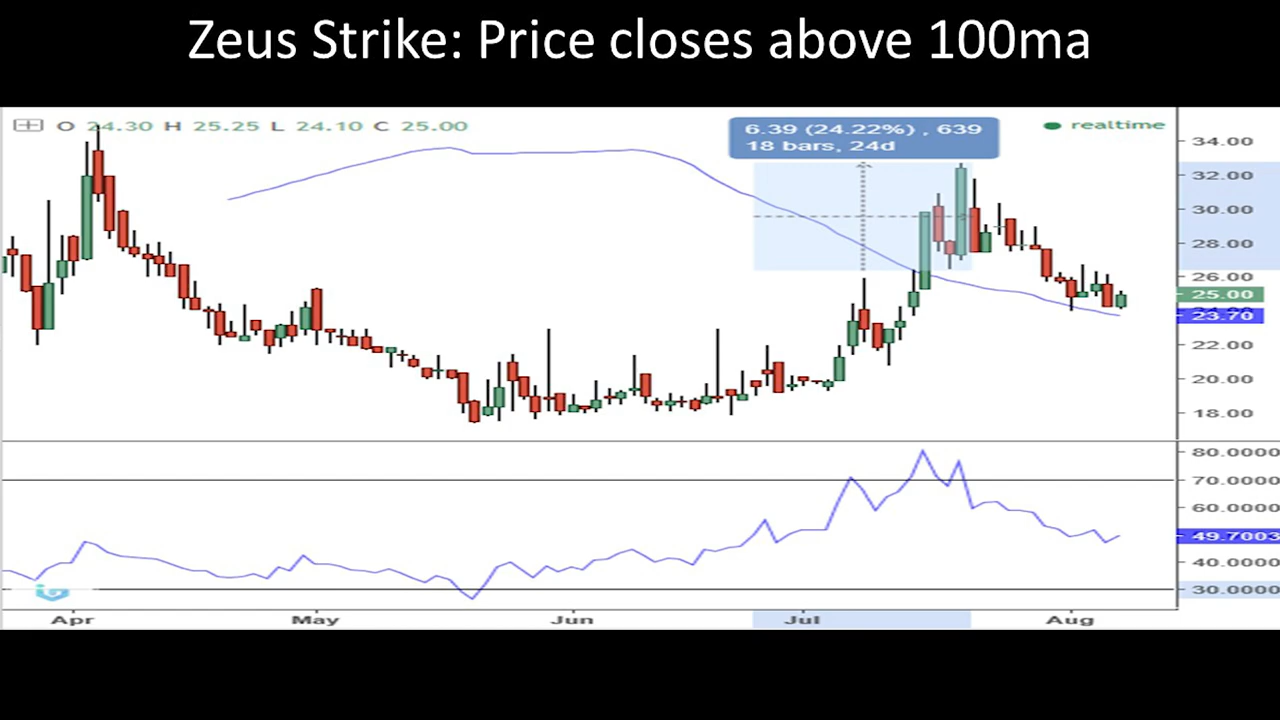 Zeus Strike: Price closes above 100ma
O 24.30 H 25.25 L 24.10 C 25.00
6.39 (24.22%) , 639
18 bars, 24d
realtime
34.00
32.00
30.00
28.00
26.00
25.00
23.70
22.00
20.00
18.00
80.0000
70.0000
60.0000
49.7003
40.0000
30.0000
Apr May Jun Jul Aug